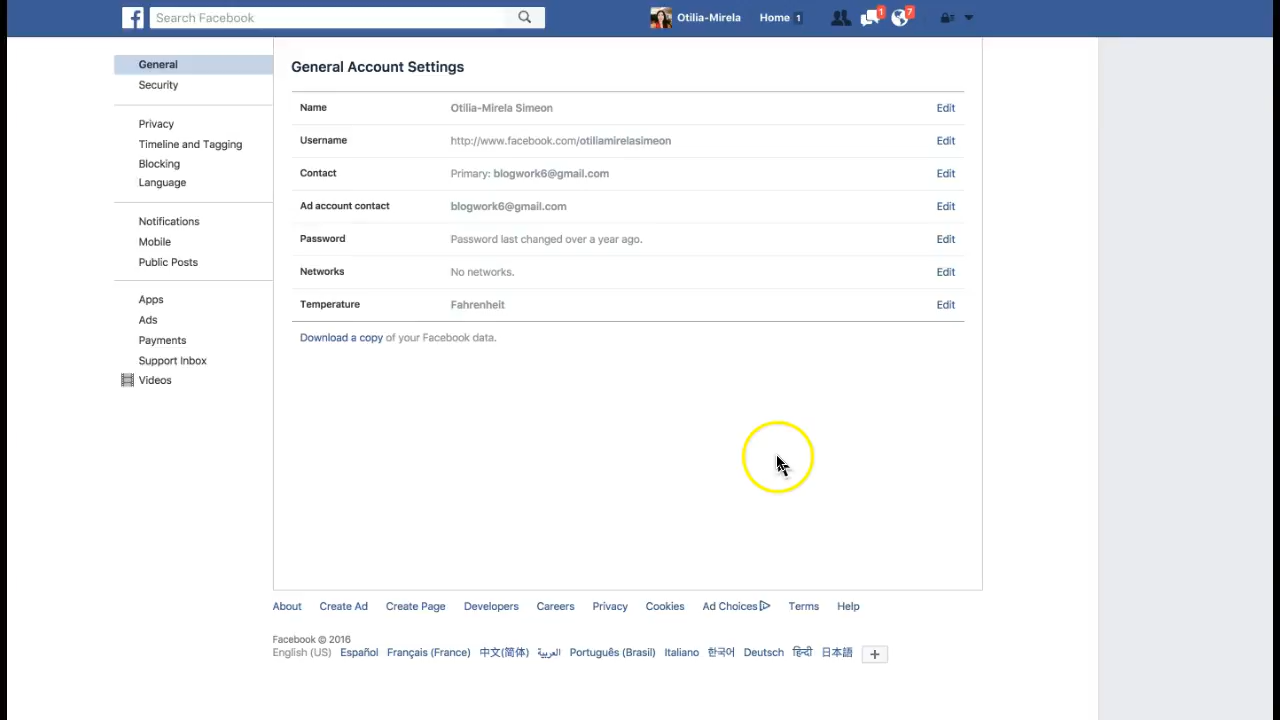 Search Facebook
Otilia-Mirela Home 1
1 7
General
Security
Privacy
Timeline and Tagging
Blocking
Language
Notifications
Mobile
Public Posts
Apps
Ads
Payments
Support Inbox
Videos
General Account Settings
Name Otilia-Mirela Simeon Edit
Username http://www.facebook.com/otiliamirelasimeon Edit
Contact Primary: blogwork6@gmail.com Edit
Ad account contact blogwork6@gmail.com Edit
Password Password last changed over a year ago. Edit
Networks No networks. Edit
Temperature Fahrenheit Edit
Download a copy of your Facebook data.
About Create Ad Create Page Developers Careers Privacy Cookies Ad Choices Terms Help
Facebook © 2016
English (US) Español Français (France) 中文(简体) العربية Português (Brasil) Italiano 한국어 Deutsch हिन्दी 日本語 +